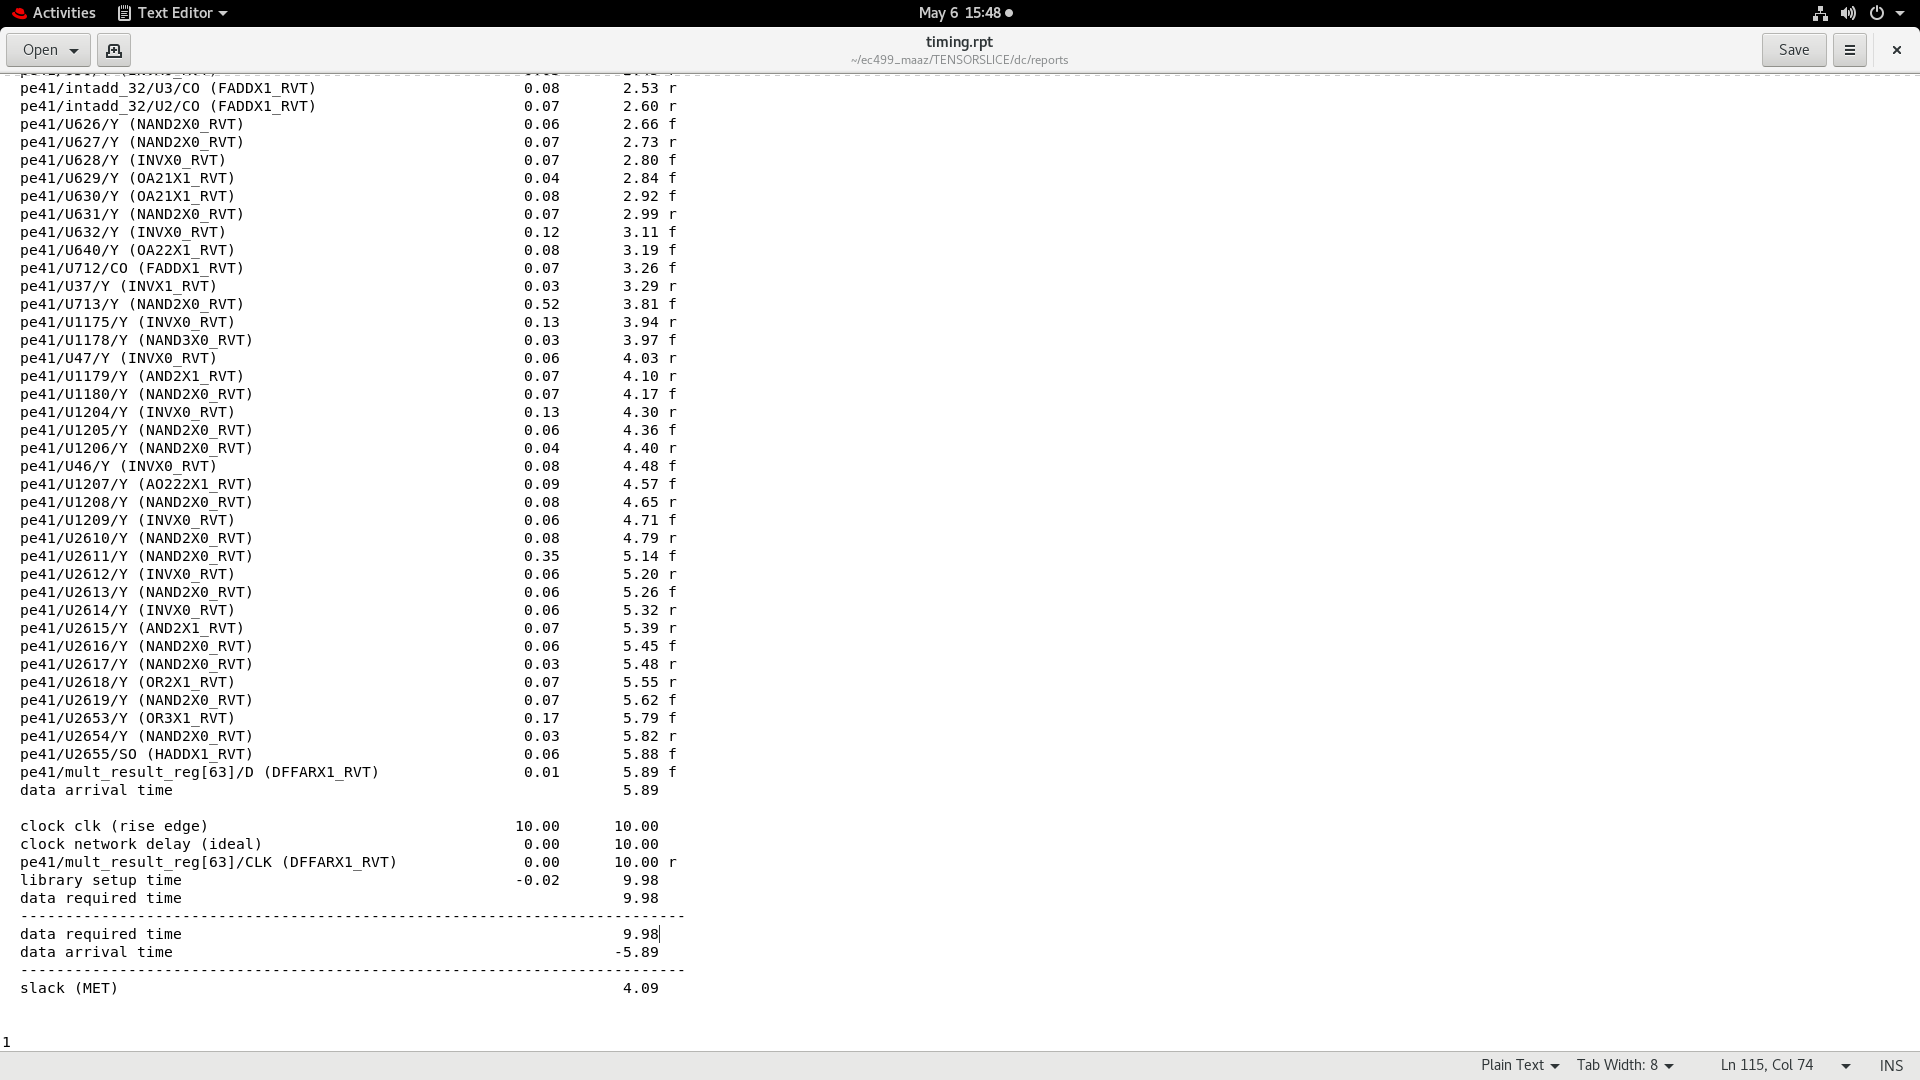 Activities Text Editor May 6 15:48
Open timing.rpt Save
~/ec499_maaz/TENSORSLICE/dc/reports
pe41/intadd_32/U3/CO (FADDX1_RVT) 0.08 2.53 r
pe41/intadd_32/U2/CO (FADDX1_RVT) 0.07 2.60 r
pe41/U626/Y (NAND2X0_RVT) 0.06 2.66 f
pe41/U627/Y (NAND2X0_RVT) 0.07 2.73 r
pe41/U628/Y (INVX0_RVT) 0.07 2.80 f
pe41/U629/Y (OA21X1_RVT) 0.04 2.84 f
pe41/U630/Y (OA21X1_RVT) 0.08 2.92 f
pe41/U631/Y (NAND2X0_RVT) 0.07 2.99 r
pe41/U632/Y (INVX0_RVT) 0.12 3.11 f
pe41/U640/Y (OA22X1_RVT) 0.08 3.19 f
pe41/U712/CO (FADDX1_RVT) 0.07 3.26 f
pe41/U37/Y (INVX1_RVT) 0.03 3.29 r
pe41/U713/Y (NAND2X0_RVT) 0.52 3.81 f
pe41/U1175/Y (INVX0_RVT) 0.13 3.94 r
pe41/U1178/Y (NAND3X0_RVT) 0.03 3.97 f
pe41/U47/Y (INVX0_RVT) 0.06 4.03 r
pe41/U1179/Y (AND2X1_RVT) 0.07 4.10 r
pe41/U1180/Y (NAND2X0_RVT) 0.07 4.17 f
pe41/U1204/Y (INVX0_RVT) 0.13 4.30 r
pe41/U1205/Y (NAND2X0_RVT) 0.06 4.36 f
pe41/U1206/Y (NAND2X0_RVT) 0.04 4.40 r
pe41/U46/Y (INVX0_RVT) 0.08 4.48 f
pe41/U1207/Y (AO222X1_RVT) 0.09 4.57 f
pe41/U1208/Y (NAND2X0_RVT) 0.08 4.65 r
pe41/U1209/Y (INVX0_RVT) 0.06 4.71 f
pe41/U2610/Y (NAND2X0_RVT) 0.08 4.79 r
pe41/U2611/Y (NAND2X0_RVT) 0.35 5.14 f
pe41/U2612/Y (INVX0_RVT) 0.06 5.20 r
pe41/U2613/Y (NAND2X0_RVT) 0.06 5.26 f
pe41/U2614/Y (INVX0_RVT) 0.06 5.32 r
pe41/U2615/Y (AND2X1_RVT) 0.07 5.39 r
pe41/U2616/Y (NAND2X0_RVT) 0.06 5.45 f
pe41/U2617/Y (NAND2X0_RVT) 0.03 5.48 r
pe41/U2618/Y (OR2X1_RVT) 0.07 5.55 r
pe41/U2619/Y (NAND2X0_RVT) 0.07 5.62 f
pe41/U2653/Y (OR3X1_RVT) 0.17 5.79 f
pe41/U2654/Y (NAND2X0_RVT) 0.03 5.82 r
pe41/U2655/SO (HADDX1_RVT) 0.06 5.88 f
pe41/mult_result_reg[63]/D (DFFARX1_RVT) 0.01 5.89 f
data arrival time 5.89
clock clk (rise edge) 10.00 10.00
clock network delay (ideal) 0.00 10.00
pe41/mult_result_reg[63]/CLK (DFFARX1_RVT) 0.00 10.00 r
library setup time -0.02 9.98
data required time 9.98
--------------------------------------------------------------------------
data required time 9.98
data arrival time -5.89
--------------------------------------------------------------------------
slack (MET) 4.09
1
Plain Text Tab Width: 8 Ln 115, Col 74 INS